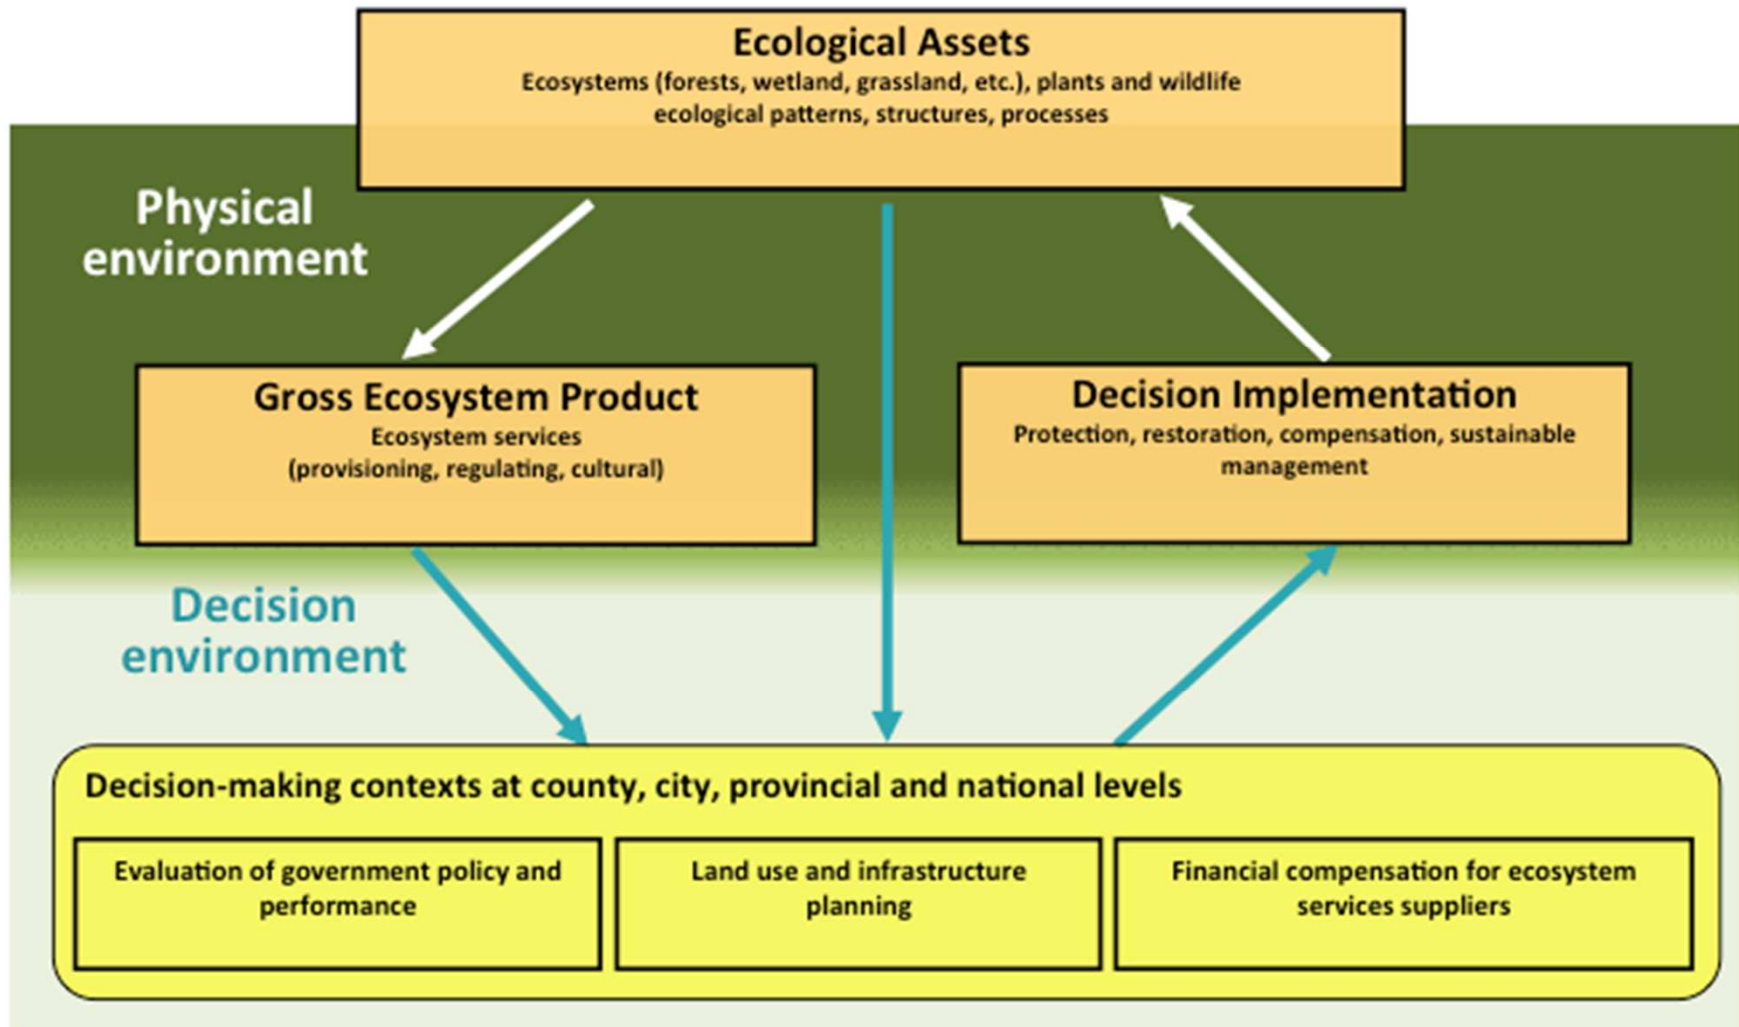 Ecological Assets
Ecosystems (forests, wetland, grassland, etc.), plants and wildlife
ecological patterns, structures, processes
Physical
environment
Gross Ecosystem Product
Ecosystem services
(provisioning, regulating, cultural)
Decision Implementation
Protection, restoration, compensation, sustainable
management
Decision
environment
Decision-making contexts at county, city, provincial and national levels
Evaluation of government policy and
performance
Land use and infrastructure
planning
Financial compensation for ecosystem
services suppliers